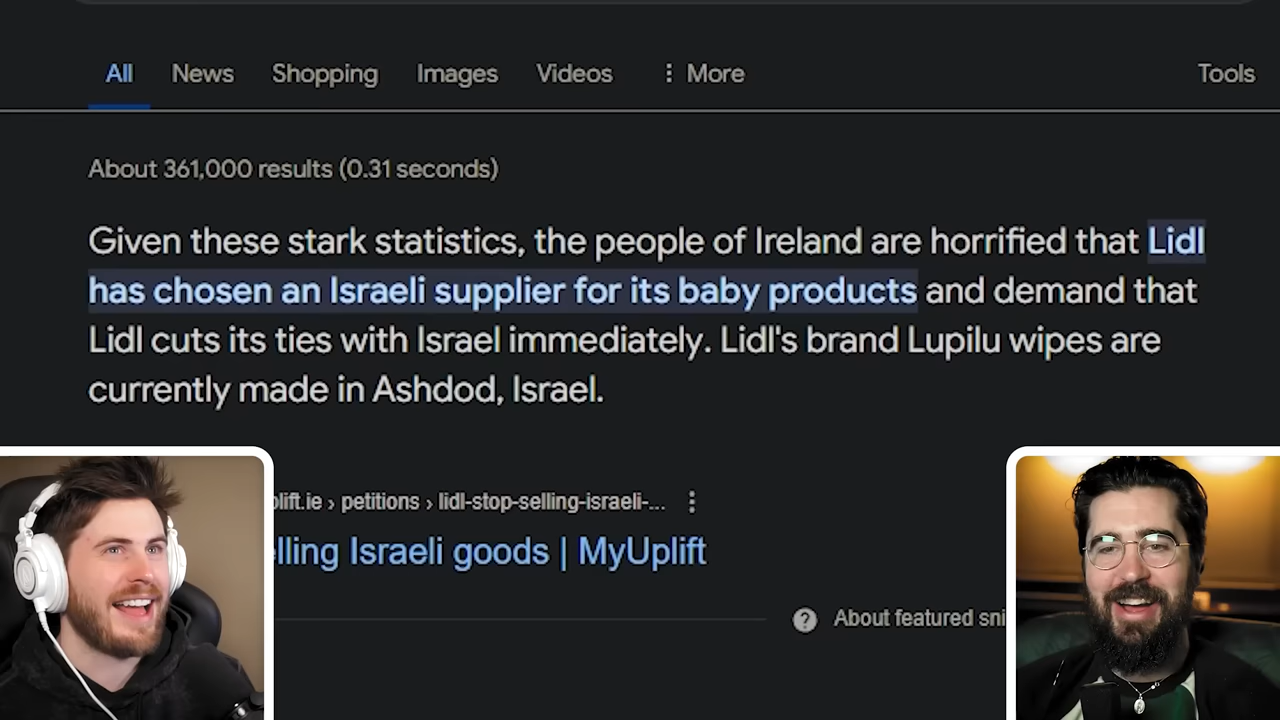 All News Shopping Images Videos More Tools
About 361,000 results (0.31 seconds)
Given these stark statistics, the people of Ireland are horrified that Lidl
has chosen an Israeli supplier for its baby products and demand that
Lidl cuts its ties with Israel immediately. Lidl's brand Lupilu wipes are
currently made in Ashdod, Israel.
plift.ie › petitions › lidl-stop-selling-israeli-...
elling Israeli goods | MyUplift
About featured sni